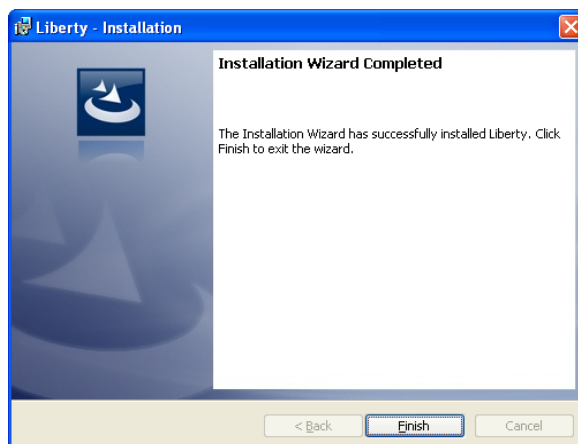 Liberty - Installation
Installation Wizard Completed
The Installation Wizard has successfully installed Liberty. Click
Finish to exit the wizard.
< Back
Finish
Cancel